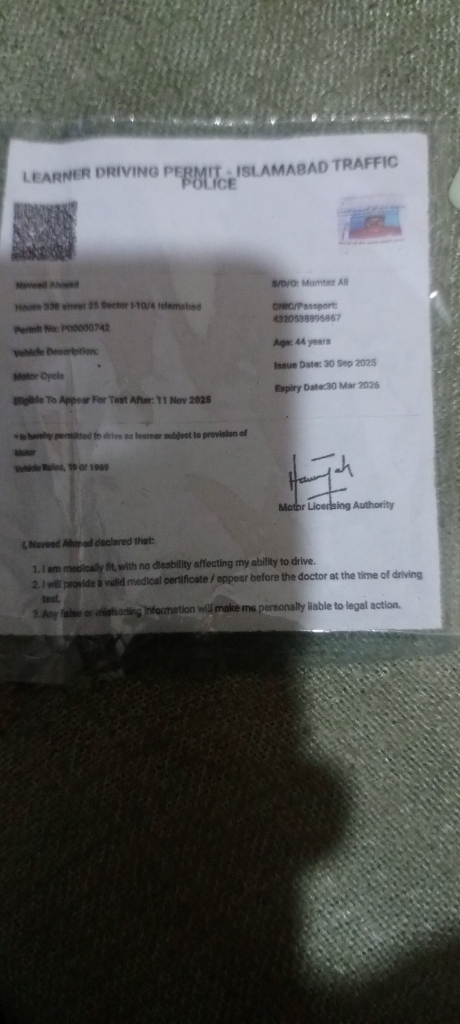 LEARNER DRIVING PERMIT - ISLAMABAD TRAFFIC
POLICE
Naveed Ahmed
S/D/O: Mumtaz Ali
House 338 street 25 Sector I-10/4 Islamabad
CNIC/Passport:
4320538995867
Permit No: P00000742
Age: 44 years
Vehicle Description:
Issue Date: 30 Sep 2025
Motor Cycle
Expiry Date:30 Mar 2026
Eligible To Appear For Test After: 11 Nov 2025
* is hereby permitted to drive as learner subject to provision of
Motor
Vehicle Rules, 19 of 1969
Motor Licensing Authority
I, Naveed Ahmed declared that:
1. I am medically fit, with no disability affecting my ability to drive.
2. I will provide a valid medical certificate / appear before the doctor at the time of driving
test.
3. Any false or misleading information will make me personally liable to legal action.